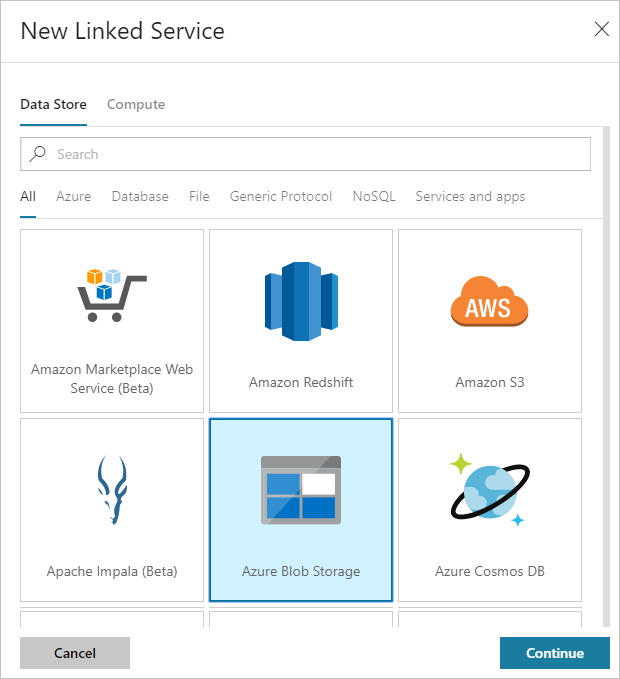 New Linked Service
Data Store Compute
Search
All Azure Database File Generic Protocol NoSQL Services and apps
Amazon Marketplace Web
Service (Beta)
Amazon Redshift
AWS
Amazon S3
Apache Impala (Beta)
Azure Blob Storage
Azure Cosmos DB
Cancel
Continue